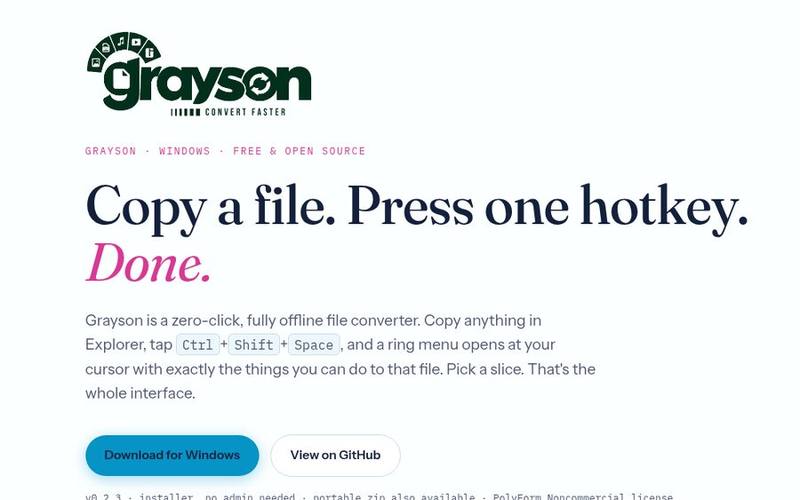 grayson
CONVERT FASTER
GRAYSON · WINDOWS · FREE & OPEN SOURCE
Copy a file. Press one hotkey.
Done.
Grayson is a zero-click, fully offline file converter. Copy anything in
Explorer, tap Ctrl+Shift+Space, and a ring menu opens at your
cursor with exactly the things you can do to that file. Pick a slice. That's the
whole interface.
Download for Windows View on GitHub
v0.2.3 · installer, no admin needed · portable zip also available · PolyForm Noncommercial license